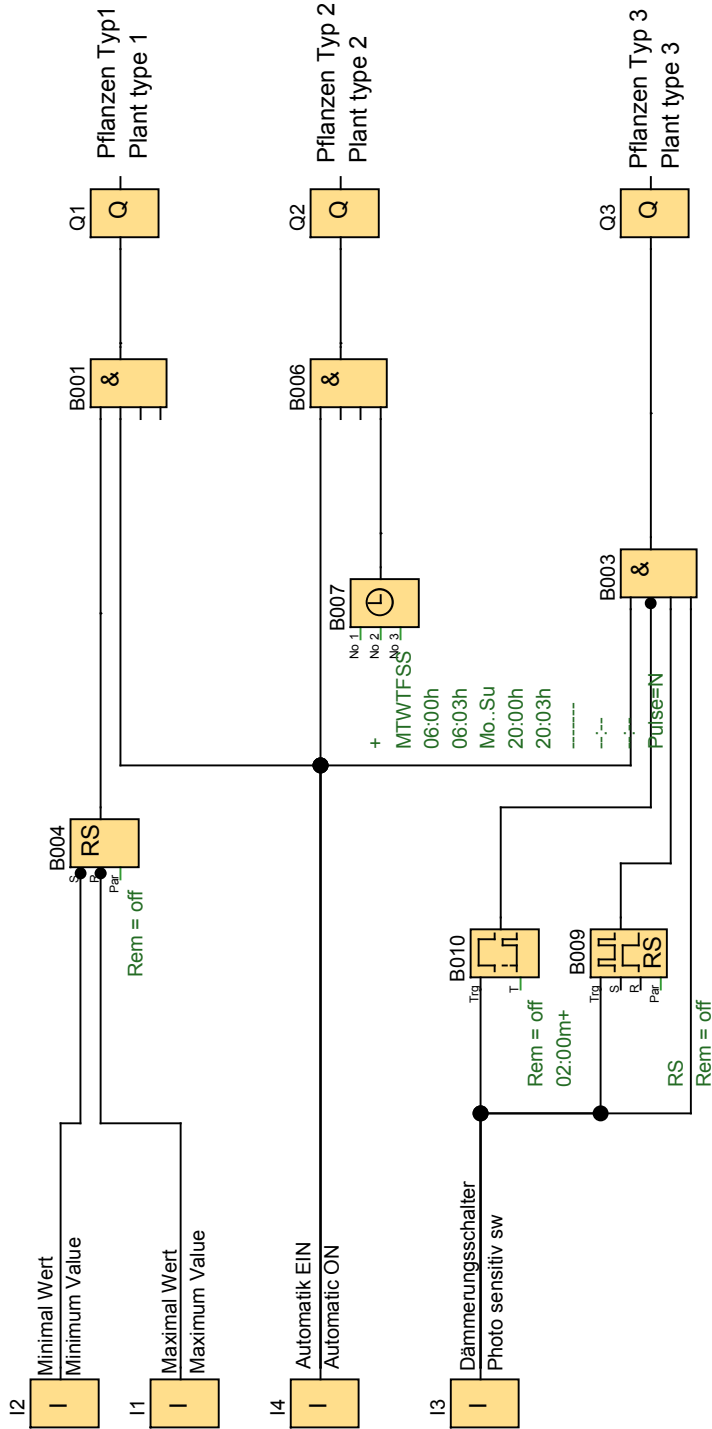 I2
I
Minimal Wert
Minimum Value
I1
I
Maximal Wert
Maximum Value
B004
RS
S
R
Par
Rem = off
B001
&
Q1
Q
Pflanzen Typ1
Plant type 1
I4
I
Automatik EIN
Automatic ON
B007
No 1
No 2
No 3
+
MTWTFSS
06:00h
06:03h
Mo..Su
20:00h
20:03h
-------
--:--
--:--
Pulse=N
B006
&
Q2
Q
Pflanzen Typ 2
Plant type 2
I3
I
Dämmerungsschalter
Photo sensitiv sw
B010
Trg
T
Rem = off
02:00m+
B009
Trg
S
R
Par
RS
RS
Rem = off
B003
&
Q3
Q
Pflanzen Typ 3
Plant type 3